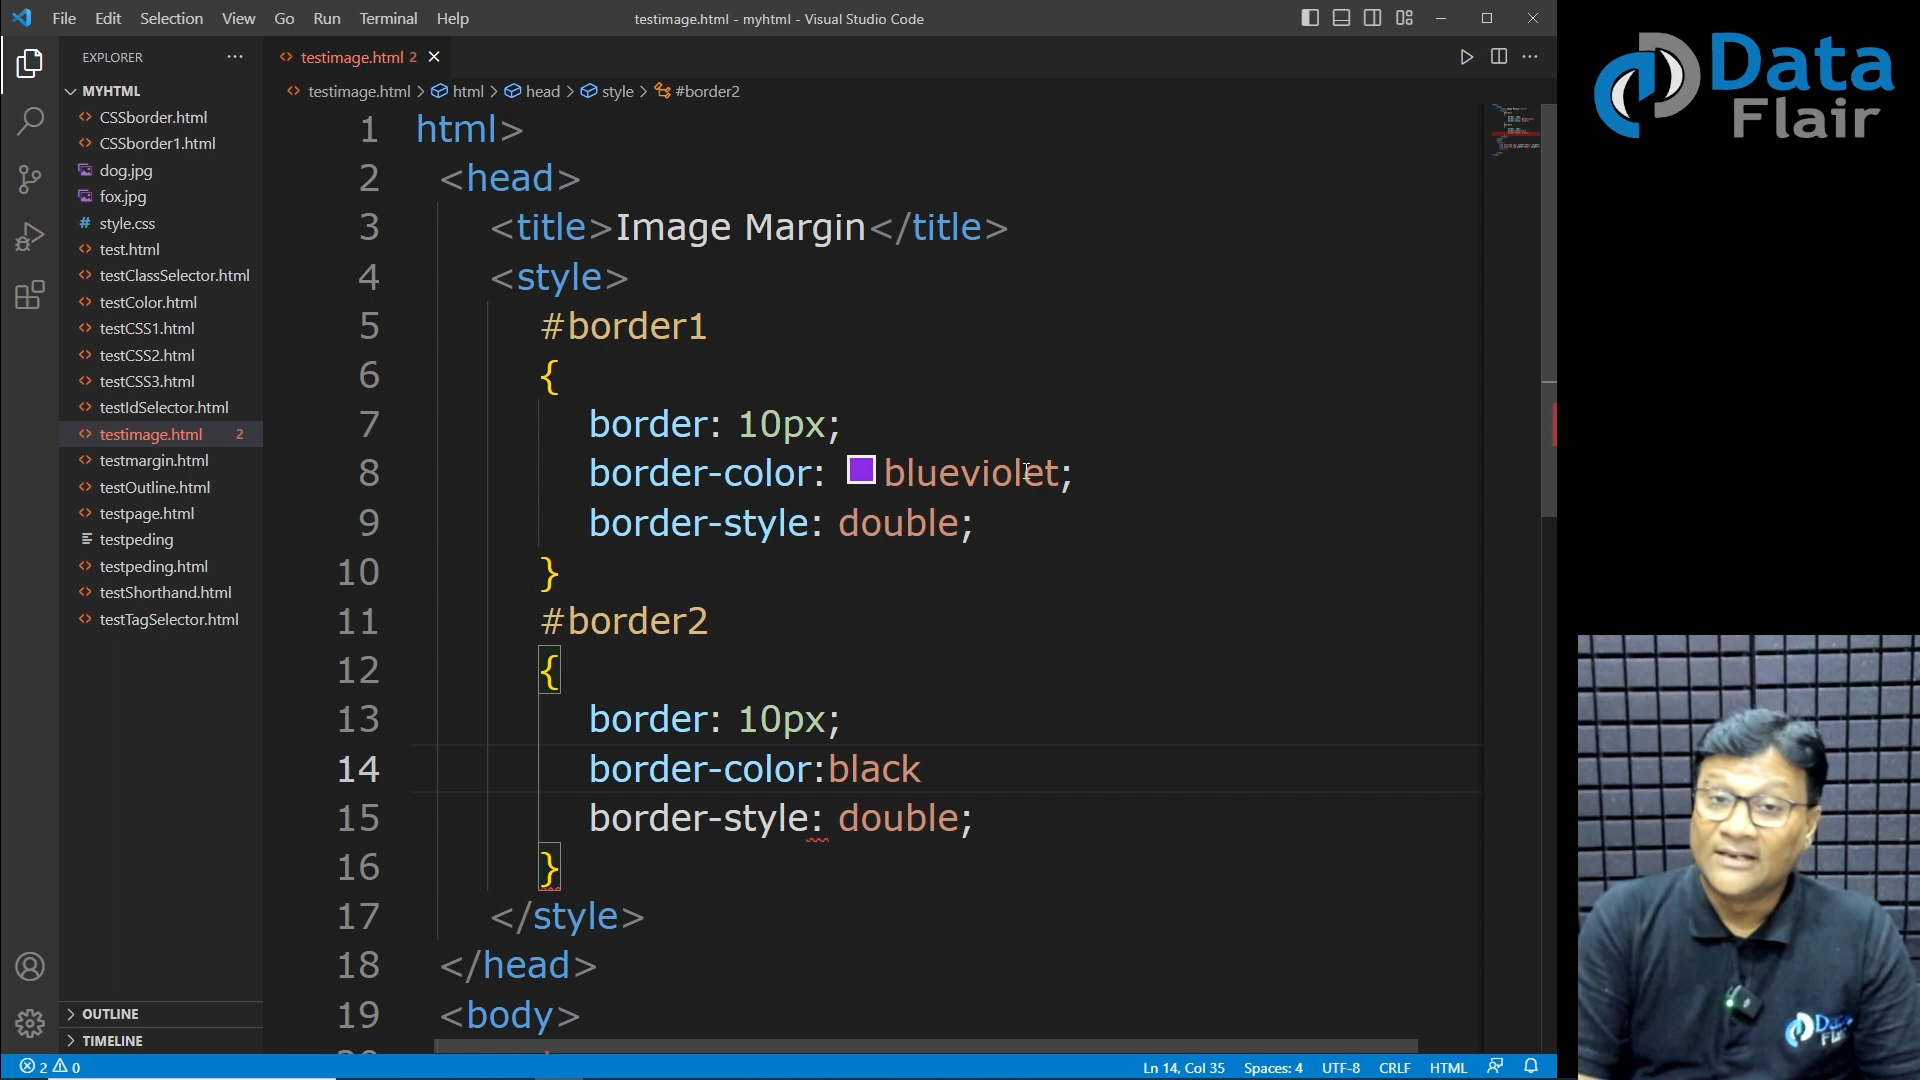 File Edit Selection View Go Run Terminal Help
testimage.html - myhtml - Visual Studio Code
Data
Flair
EXPLORER
testimage.html 2
MYHTML
testimage.html > html > head > style > #border2
CSSborder.html
CSSborder1.html
dog.jpg
fox.jpg
# style.css
test.html
testClassSelector.html
testColor.html
testCSS1.html
testCSS2.html
testCSS3.html
testIdSelector.html
testimage.html 2
testmargin.html
testOutline.html
testpage.html
testpeding
testpeding.html
testShorthand.html
testTagSelector.html
OUTLINE
TIMELINE
1 html>
2 <head>
3 <title>Image Margin</title>
4 <style>
5 #border1
6 {
7 border: 10px;
8 border-color: blueviolet;
9 border-style: double;
10 }
11 #border2
12 {
13 border: 10px;
14 border-color:black
15 border-style: double;
16 }
17 </style>
18 </head>
19 <body>
2 0
Ln 14, Col 35 Spaces: 4 UTF-8 CRLF HTML